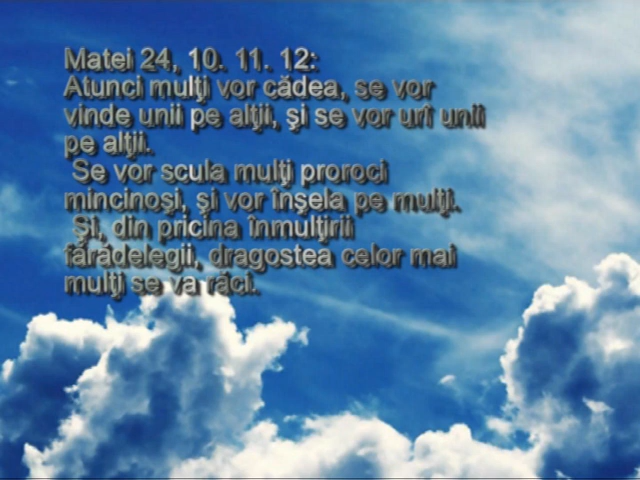 Matei 24, 10. 11. 12:
Atunci mulţi vor cădea, se vor
vinde unii pe alţii, şi se vor urî unii
pe alţii.
Se vor scula mulţi proroci
mincinoşi, şi vor înşela pe mulţi.
Şi, din pricina înmulţirii
fărădelegii, dragostea celor mai
mulţi se va răci.